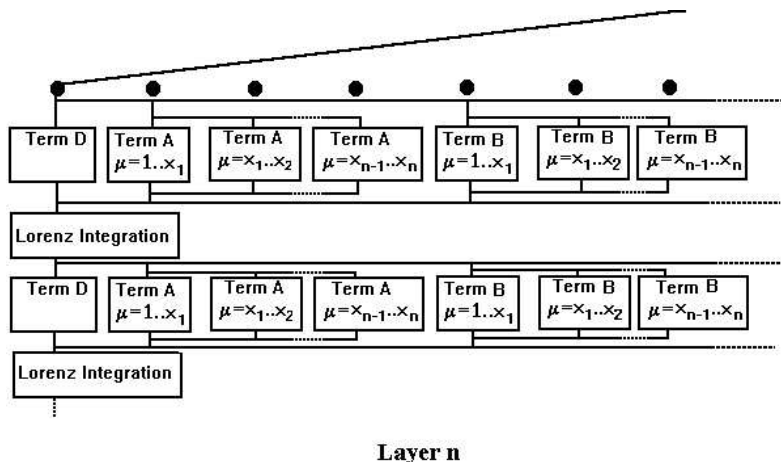 Term D Term A Term A Term A Term B Term B Term B
μ=1..x₁ μ=x₁..x₂ μ=xₙ₋₁..xₙ μ=1..x₁ μ=x₁..x₂ μ=xₙ₋₁..xₙ
Lorenz Integration
Term D Term A Term A Term A Term B Term B Term B
μ=1..x₁ μ=x₁..x₂ μ=xₙ₋₁..xₙ μ=1..x₁ μ=x₁..x₂ μ=xₙ₋₁..xₙ
Lorenz Integration
Layer n